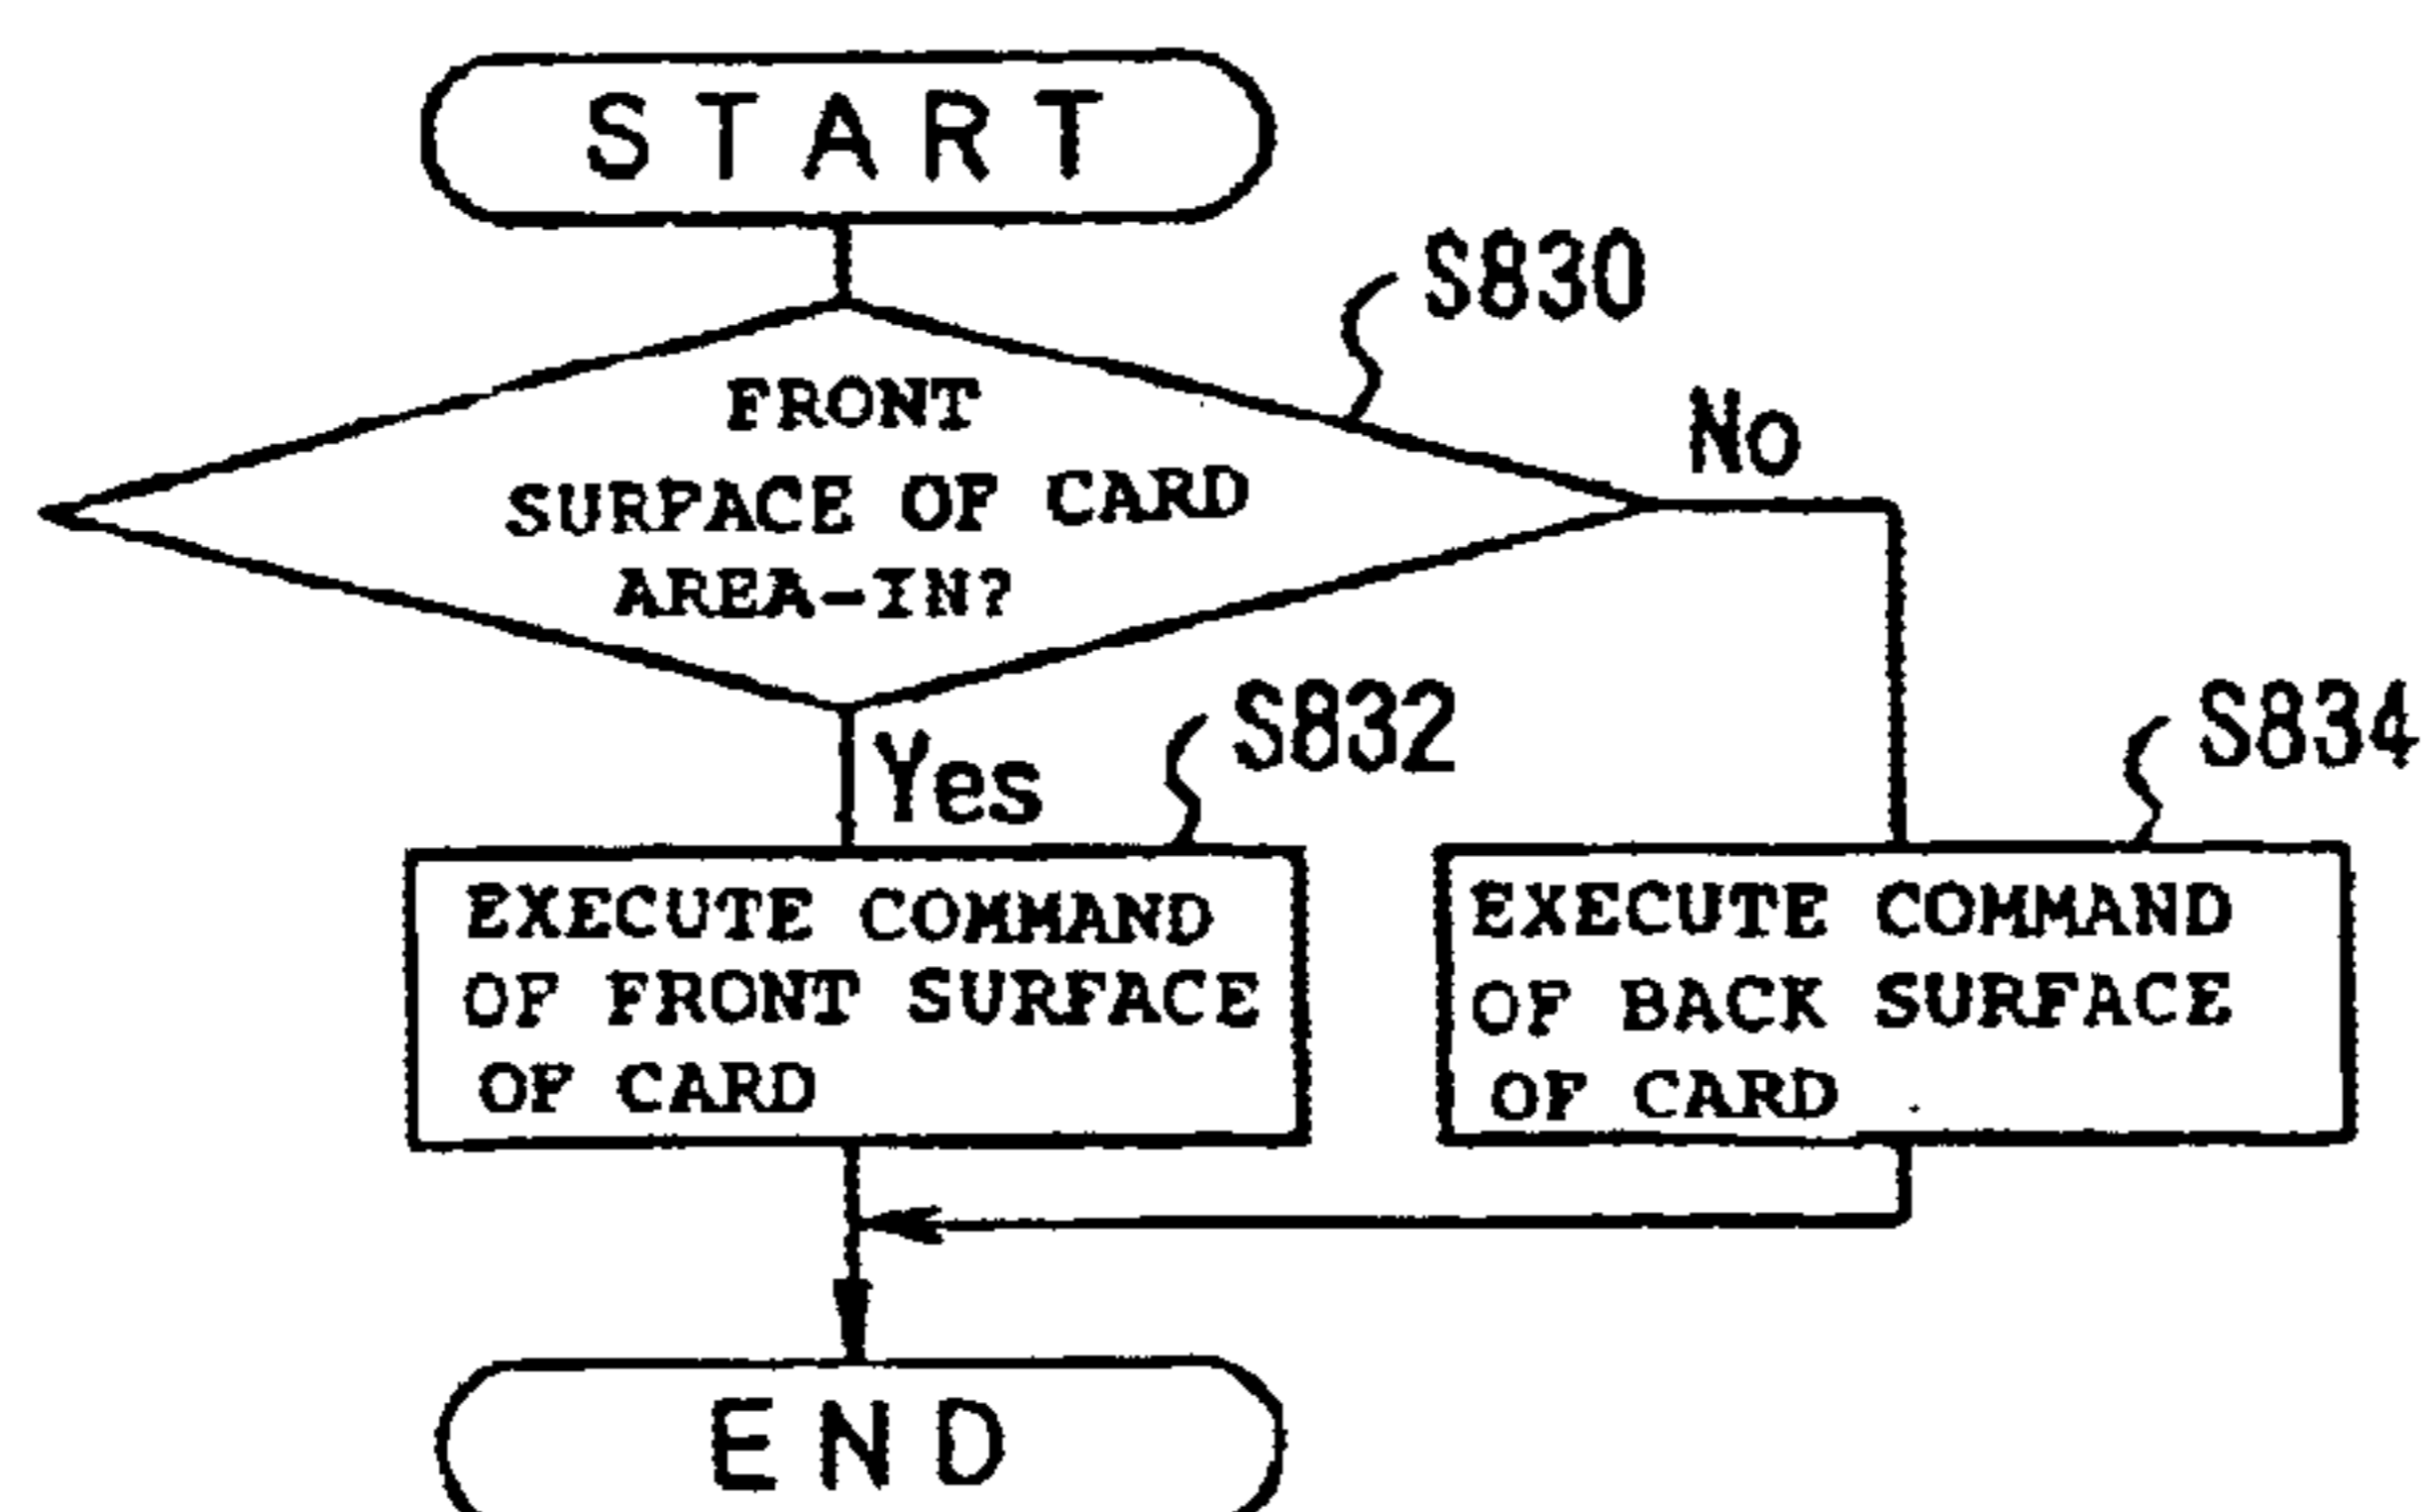 START
S830
FRONT
SURFACE OF CARD
AREA-IN?
No
Yes
S832
S834
EXECUTE COMMAND
OF FRONT SURFACE
OF CARD
EXECUTE COMMAND
OF BACK SURFACE
OF CARD
END